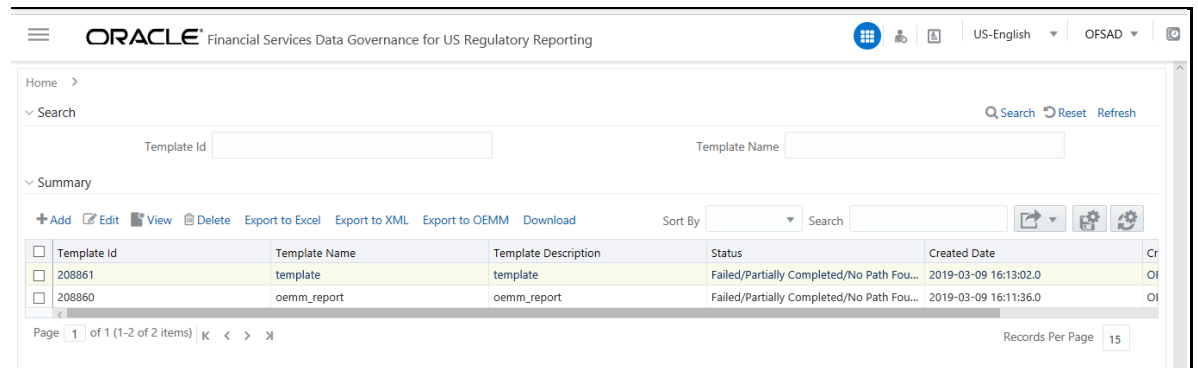 ORACLE Financial Services Data Governance for US Regulatory Reporting US-English OFSAD
Home >
Search Search Reset Refresh
Template Id Template Name
Summary
Add Edit View Delete Export to Excel Export to XML Export to OEMM Download Sort By Search
Template Id Template Name Template Description Status Created Date Cr
208861 template template Failed/Partially Completed/No Path Fou... 2019-03-09 16:13:02.0
208860 oemm_report oemm_report Failed/Partially Completed/No Path Fou... 2019-03-09 16:11:36.0
Page 1 of 1 (1-2 of 2 items) Records Per Page 15